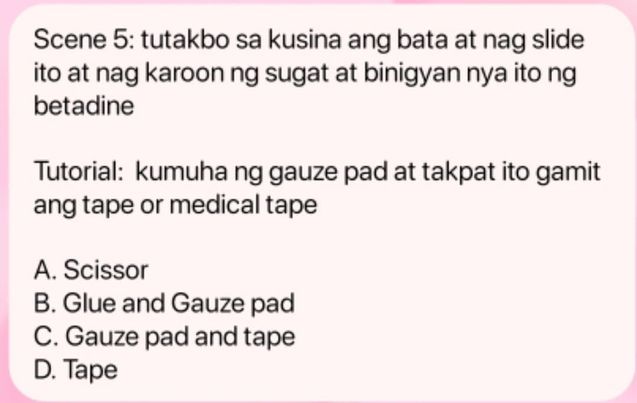 Scene 5: tutakbo sa kusina ang bata at nag slide
ito at nag karoon ng sugat at binigyan nya ito ng
betadine
Tutorial:  kumuha ng gauze pad at takpat ito gamit
ang tape or medical tape
A. Scissor
B. Glue and Gauze pad
C. Gauze pad and tape
D. Tape